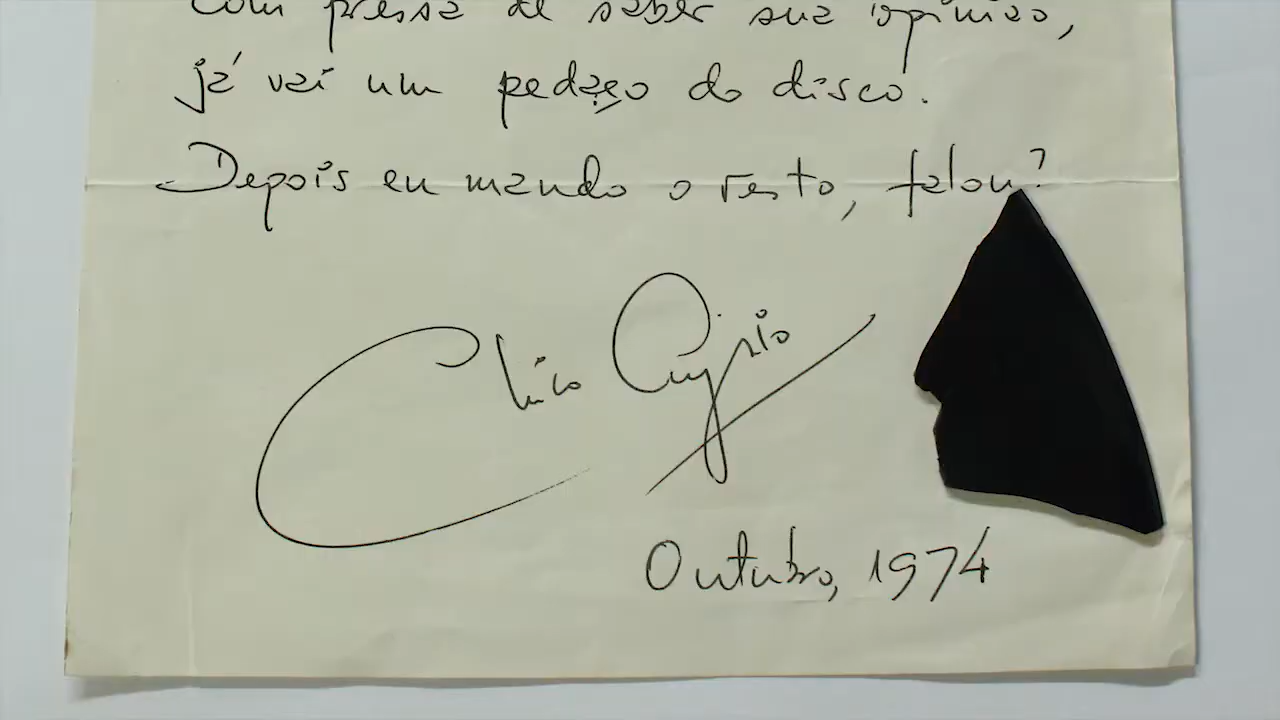 Com pressa de saber sua opinião,
já vai um pedaço do disco.
Depois eu mando o resto, falou?
Chico
Outubro, 1974